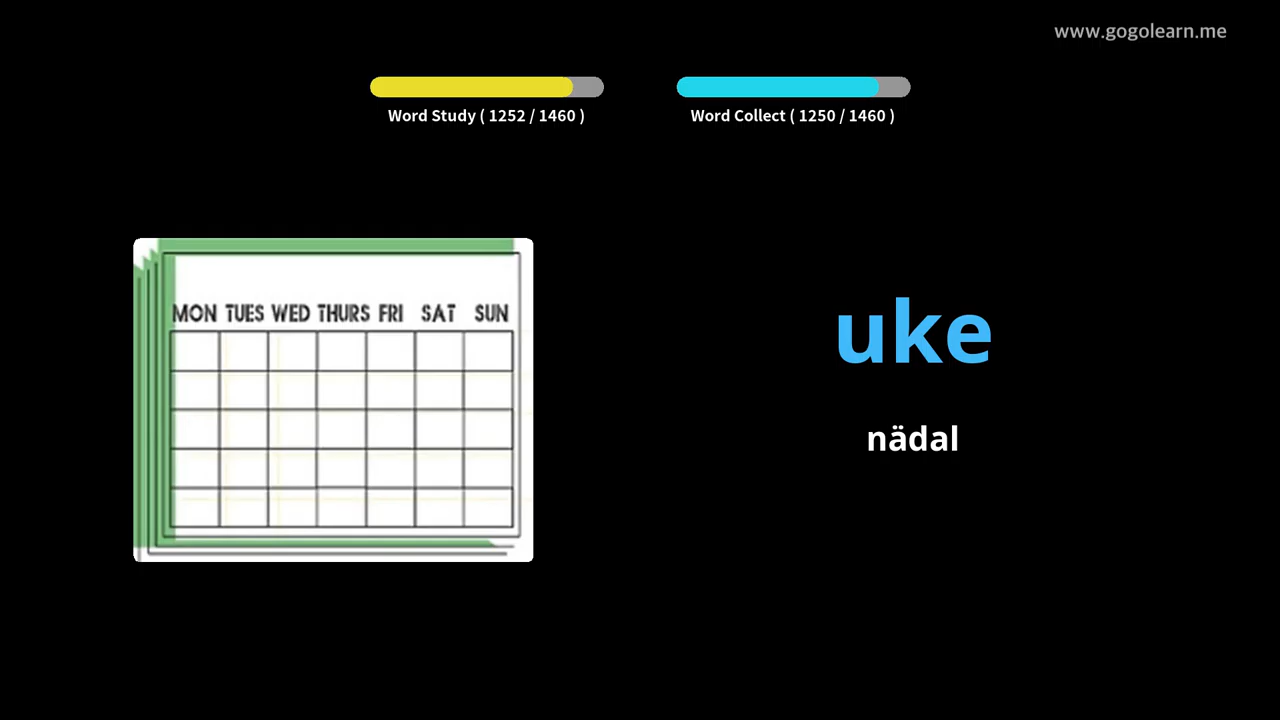 www.gogolearn.me
Word Study ( 1252 / 1460 )
Word Collect ( 1250 / 1460 )
MON TUES WED THURS FRI SAT SUN
uke
nädal